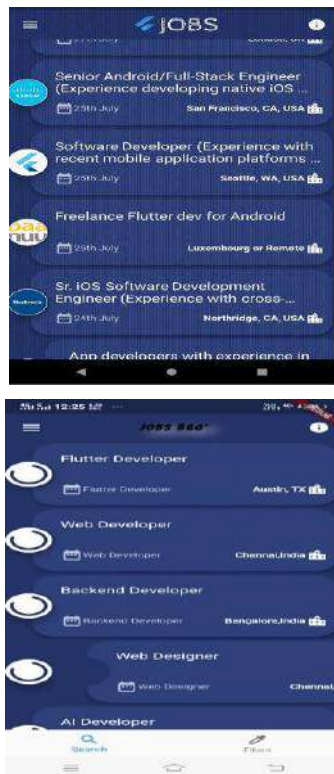 JOBS
Senior Android/Full-Stack Engineer
(Experience developing native iOS ...
25th July
San Francisco, CA, USA
Software Developer (Experience with
recent mobile application platforms ...
25th July
Seattle, WA, USA
Freelance Flutter dev for Android
25th July
Luxembourg or Remote
Sr. iOS Software Development
Engineer (Experience with cross-...
24th July
Northridge, CA, USA
App developers with experience in
12:25
JOBS 360°
Flutter Developer
Flutter Developer
Austin, TX
Web Developer
Web Developer
Chennai,India
Backend Developer
Backend Developer
Bangalore,India
Web Designer
Web Designer
Chennai,
AI Developer
Search
Filters